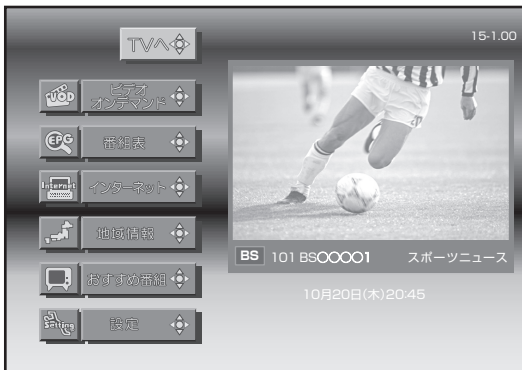 TVへ
15-1.00
VOD
ビデオ
オンデマンド
EPG
番組表
Internet
インターネット
地域情報
おすすめ番組
Setting
設定
BS 101 BS○○○○1 スポーツニュース
10月20日(木)20:45